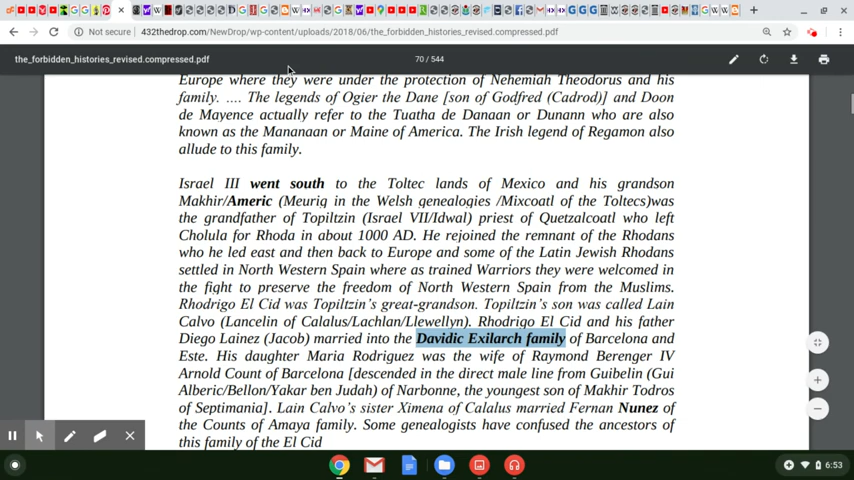 Not secure
432thedrop.com/NewDrop/wp-content/uploads/2018/06/the_forbidden_histories_revised.compressed.pdf
the_forbidden_histories_revised.compressed.pdf
70 / 544
Europe where they were under the protection of Nehemiah Theodorus and his
family. .... The legends of Ogier the Dane [son of Godfred (Cadrod)] and Doon
de Mayence actually refer to the Tuatha de Danaan or Dunann who are also
known as the Mananaan or Maine of America. The Irish legend of Regamon also
allude to this family.
Israel III went south to the Toltec lands of Mexico and his grandson
Makhir/Americ (Meurig in the Welsh genealogies /Mixcoatl of the Toltecs)was
the grandfather of Topiltzin (Israel VII/Idwal) priest of Quetzalcoatl who left
Cholula for Rhoda in about 1000 AD. He rejoined the remnant of the Rhodans
who he led east and then back to Europe and some of the Latin Jewish Rhodans
settled in North Western Spain where as trained Warriors they were welcomed in
the fight to preserve the freedom of North Western Spain from the Muslims.
Rhodrigo El Cid was Topiltzin's great-grandson. Topiltzin's son was called Lain
Calvo (Lancelin of Calalus/Lachlan/Llewellyn). Rhodrigo El Cid and his father
Diego Lainez (Jacob) married into the Davidic Exilarch family of Barcelona and
Este. His daughter Maria Rodriguez was the wife of Raymond Berenger IV
Arnold Count of Barcelona [descended in the direct male line from Guibelin (Gui
Alberic/Bellon/Yakar ben Judah) of Narbonne, the youngest son of Makhir Todros
of Septimania]. Lain Calvo's sister Ximena of Calalus married Fernan Nunez of
the Counts of Amaya family. Some genealogists have confused the ancestors of
this family of the El Cid
6:53